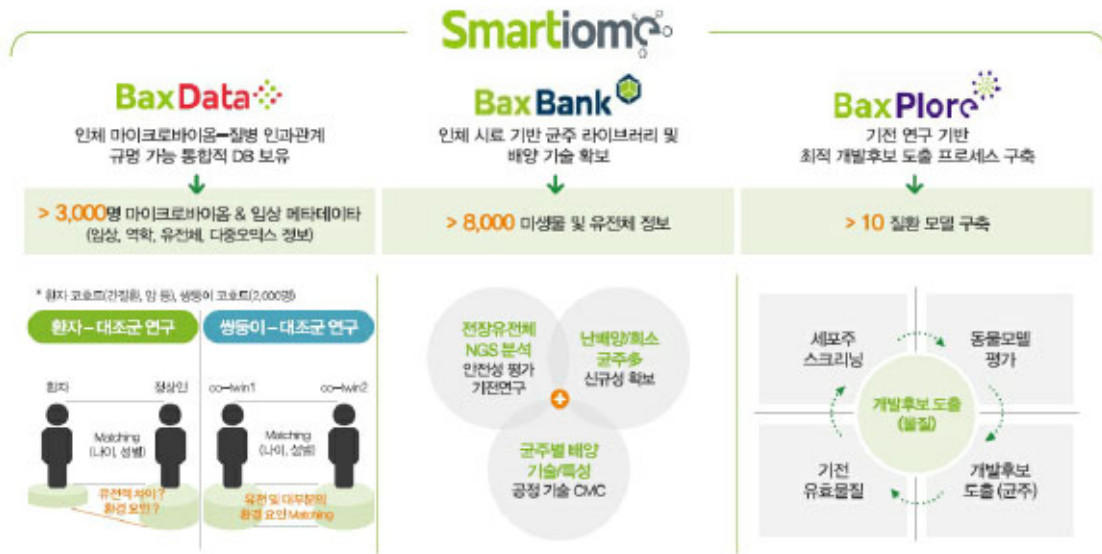 Smartiome
BaxData
인체 마이크로바이옴-질병 인과관계
규명 가능 통합적 DB 보유
> 3,000명 마이크로바이옴 & 임상 메타데이타
(임상, 역학, 유전체, 다중오믹스 정보)
* 환자 코호트(간질환, 암 등), 쌍둥이 코호트(2,000명)
환자 – 대조군 연구
쌍둥이 – 대조군 연구
환자
정상인
Matching
(나이, 성별)
유전적 차이 ?
환경 요인 ?
co-twin1
co-twin2
Matching
(나이, 성별)
유전 및 대부분의
환경 요인 Matching
BaxBank
인체 시료 기반 균주 라이브러리 및
배양 기술 확보
> 8,000 미생물 및 유전체 정보
전장유전체
NGS 분석
안전성 평가
기전연구
난배양/희소
균주多
신규성 확보
균주별 배양
기술/특성
공정 기술 CMC
BaxPlore
기전 연구 기반
최적 개발후보 도출 프로세스 구축
> 10 질환 모델 구축
세포주
스크리닝
동물모델
평가
개발후보 도출
(물질)
기전
유효물질
개발후보
도출 (균주)